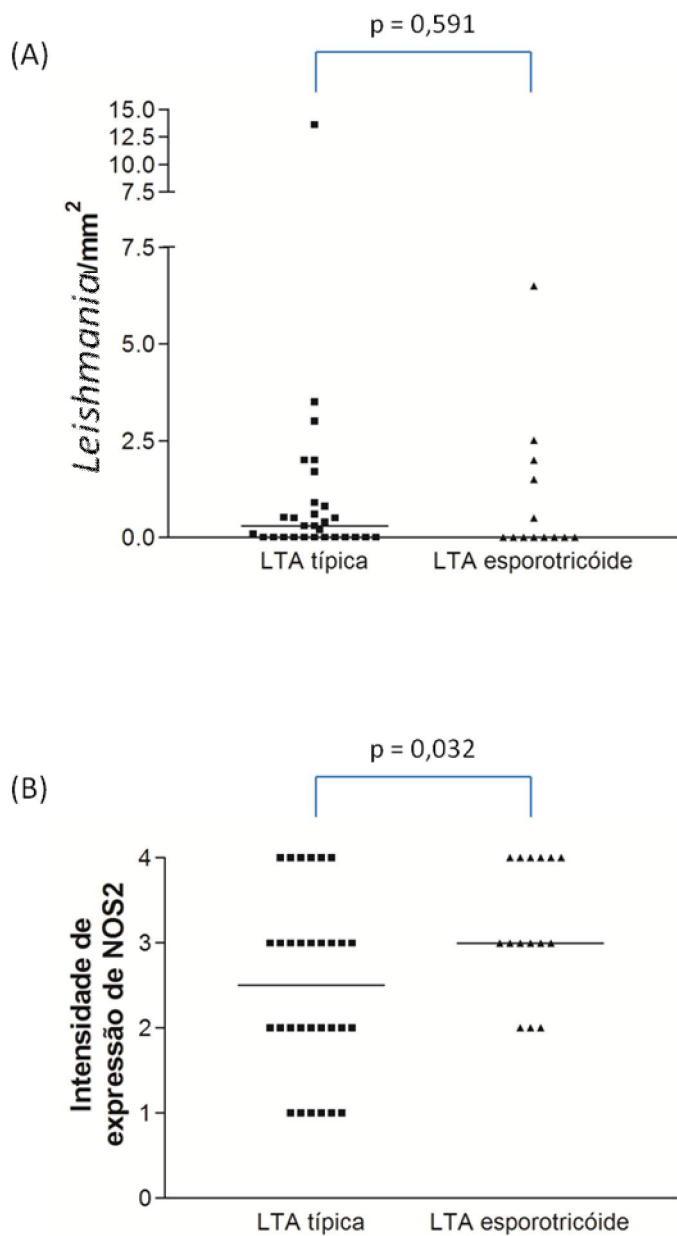 p = 0,591
(A)
15.0
12.5
10.0
7.5
7.5
5.0
2.5
0.0
Leishmania/mm²
LTA típica
LTA esporotricóide
p = 0,032
(B)
4
3
2
1
0
Intensidade de
expressão de NOS2
LTA típica
LTA esporotricóide